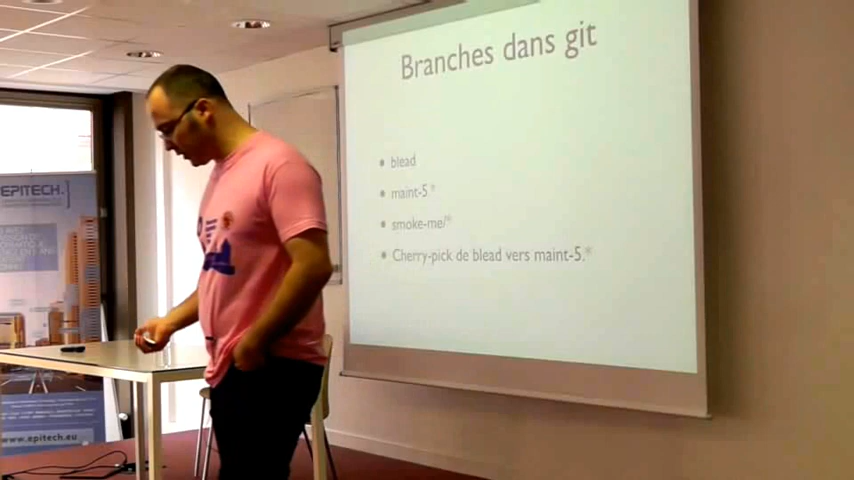 Branches dans git
• blead
• maint-5.*
• smoke-me/*
• Cherry-pick de blead vers maint-5.*
EPITECH.
www.epitech.eu